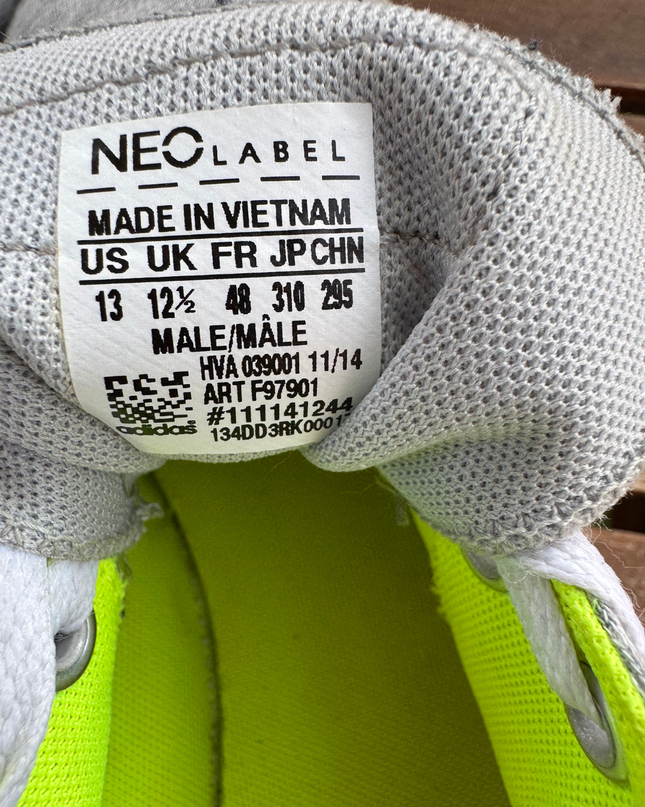 NEO LABEL
MADE IN VIETNAM
US UK FR JP CHN
13 12½ 48 310 295
MALE/MÂLE
HVA 039001 11/14
ART F97901
#111141244
adidas 134DD3RK0001